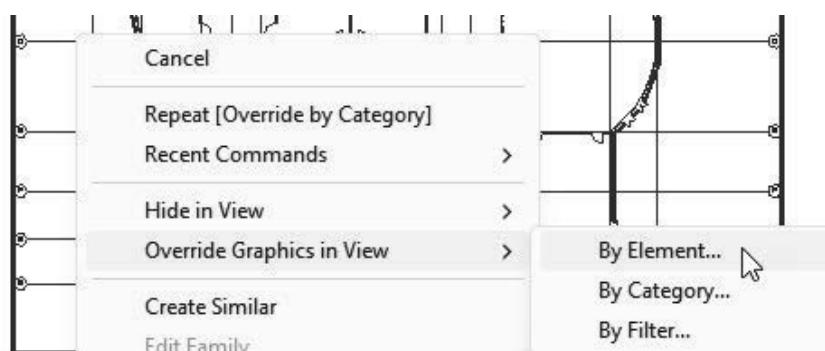 Cancel
Repeat [Override by Category]
Recent Commands
Hide in View
Override Graphics in View
By Element...
By Category...
By Filter...
Create Similar
Edit Family